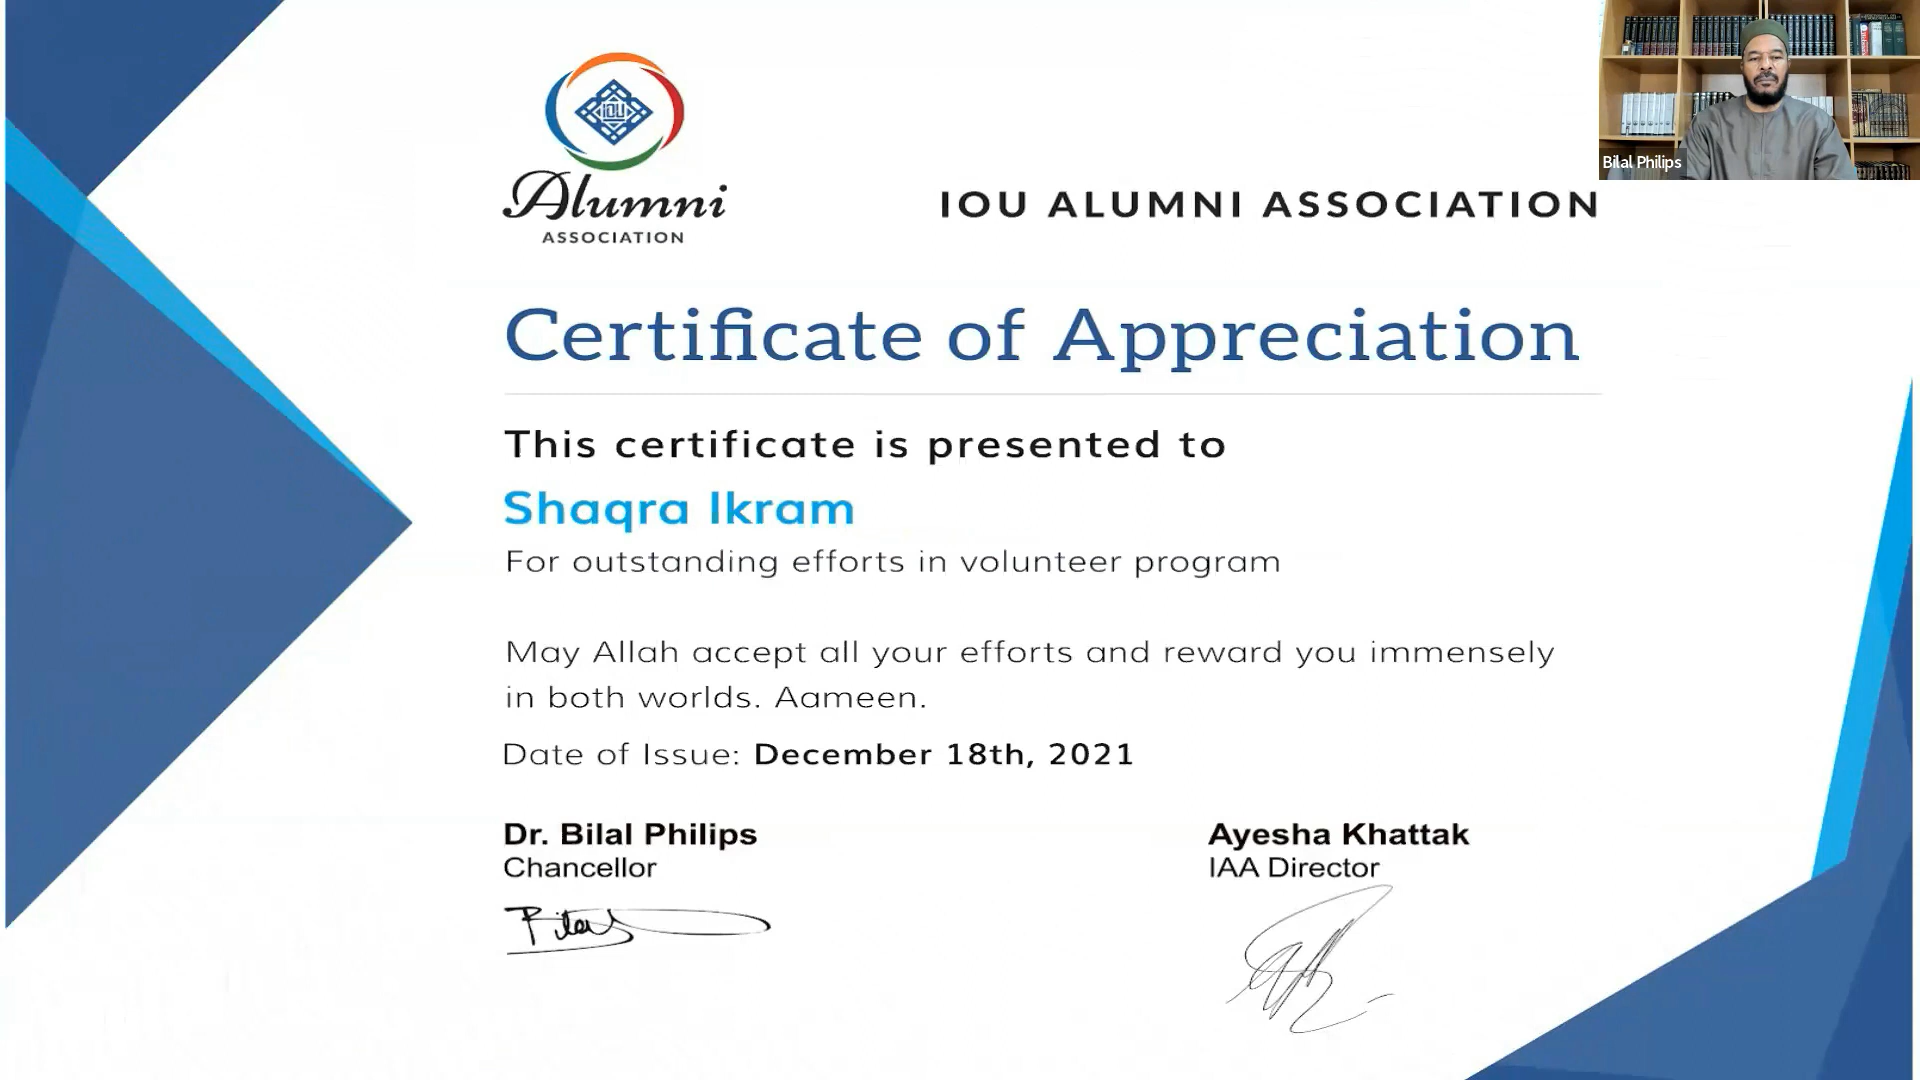 IOU
Alumni
ASSOCIATION
IOU ALUMNI ASSOCIATION
Bilal Philips
Certificate of Appreciation
This certificate is presented to
Shaqra Ikram
For outstanding efforts in volunteer program
May Allah accept all your efforts and reward you immensely
in both worlds. Aameen.
Date of Issue: December 18th, 2021
Dr. Bilal Philips
Chancellor
Bilal
Ayesha Khattak
IAA Director